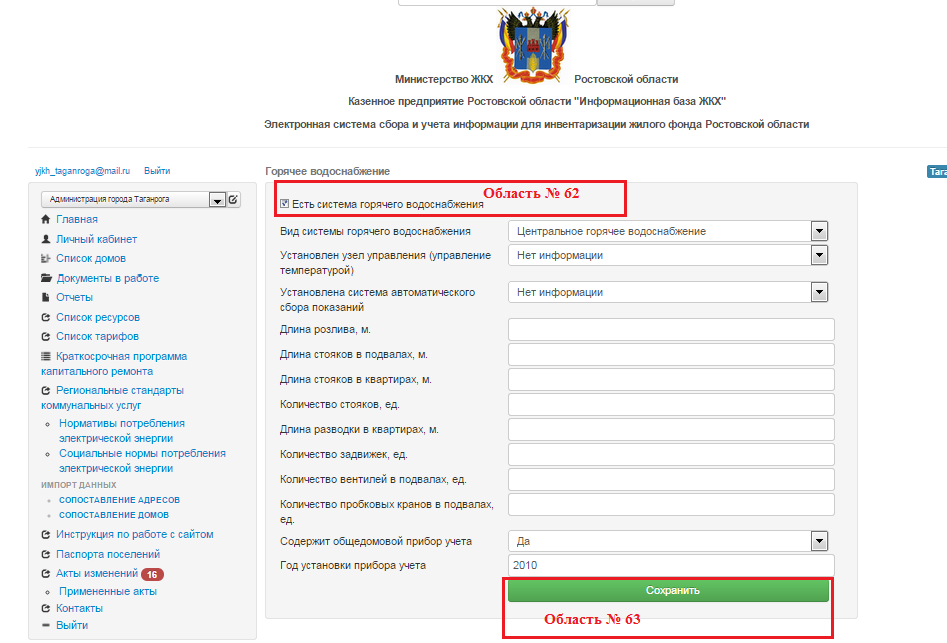 Министерство ЖКХ Ростовской области
Казенное предприятие Ростовской области "Информационная база ЖКХ"
Электронная система сбора и учета информации для инвентаризации жилого фонда Ростовской области
yjkh_taganroga@mail.ru Выйти
Администрация города Таганрога
Главная
Личный кабинет
Список домов
Документы в работе
Отчеты
Список ресурсов
Список тарифов
Краткосрочная программа
капитального ремонта
Региональные стандарты
коммунальных услуг
Нормативы потребления
электрической энергии
Социальные нормы потребления
электрической энергии
ИМПОРТ ДАННЫХ
СОПОСТАВЛЕНИЕ АДРЕСОВ
СОПОСТАВЛЕНИЕ ДОМОВ
Инструкция по работе с сайтом
Паспорта поселений
Акты изменений 16
Примененные акты
Контакты
Выйти
Горячее водоснабжение
Область № 62
Есть система горячего водоснабжения
Вид системы горячего водоснабжения Центральное горячее водоснабжение
Установлен узел управления (управление Нет информации
температурой)
Установлена система автоматического Нет информации
сбора показаний
Длина розлива, м.
Длина стояков в подвалах, м.
Длина стояков в квартирах, м.
Количество стояков, ед.
Длина разводки в квартирах, м.
Количество задвижек, ед.
Количество вентилей в подвалах, ед.
Количество пробковых кранов в подвалах,
ед.
Содержит общедомовой прибор учета Да
Год установки прибора учета 2010
Сохранить
Область № 63
Тага